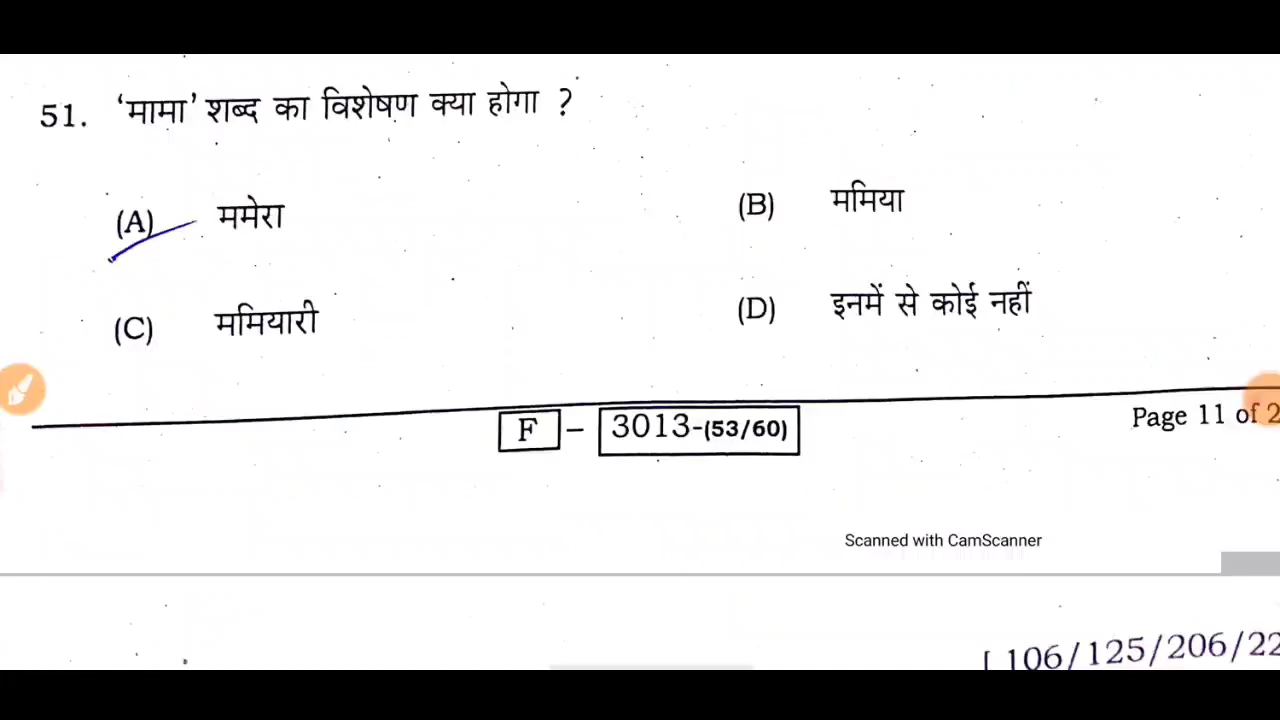 51. ‘मामा’ शब्द का विशेषण क्या होगा ?
(A) ममेरा
(B) ममिया
(C) ममियारी
(D) इनमें से कोई नहीं
F – 3013-(53/60)
Page 11 of 2
Scanned with CamScanner
[ 106/125/206/22